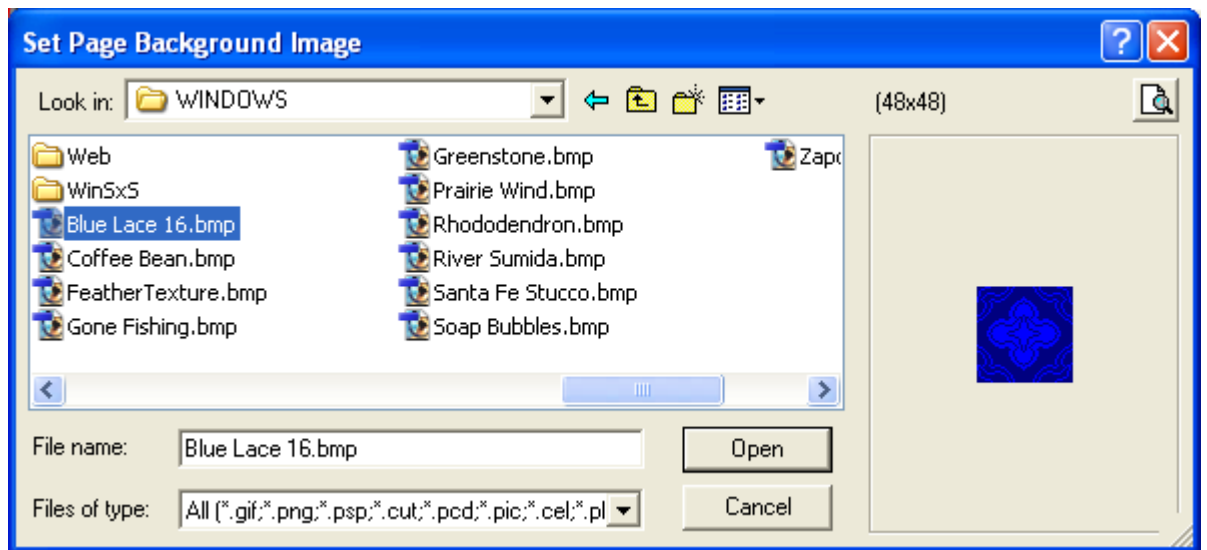 Set Page Background Image
Look in: WINDOWS
(48x48)
Web
WinSxS
Blue Lace 16.bmp
Coffee Bean.bmp
FeatherTexture.bmp
Gone Fishing.bmp
Greenstone.bmp
Prairie Wind.bmp
Rhododendron.bmp
River Sumida.bmp
Santa Fe Stucco.bmp
Soap Bubbles.bmp
File name: Blue Lace 16.bmp
Open
Files of type: All (*.gif;*.png;*.psp;*.cut;*.pcd;*.pic;*.cel;*.pl
Cancel